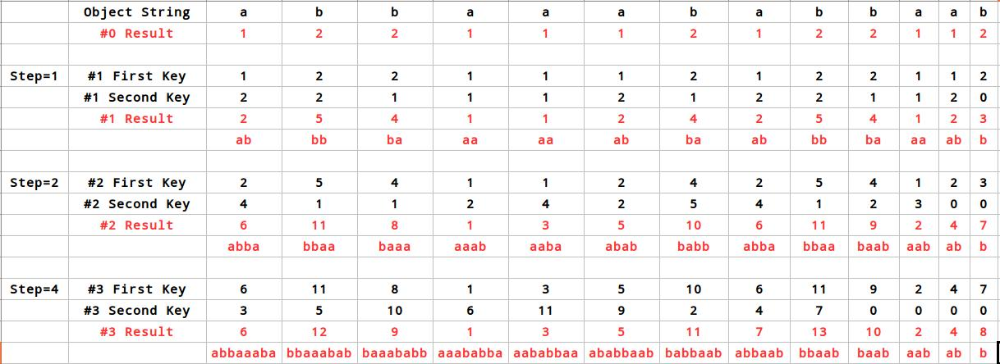 Object String a b b a a a b a b b a a b
#0 Result 1 2 2 1 1 1 2 1 2 2 1 1 2
Step=1 #1 First Key 1 2 2 1 1 1 2 1 2 2 1 1 2
#1 Second Key 2 2 1 1 1 2 1 2 2 1 1 2 0
#1 Result 2 5 4 1 1 2 4 2 5 4 1 2 3
ab bb ba aa aa ab ba ab bb ba aa ab b
Step=2 #2 First Key 2 5 4 1 1 2 4 2 5 4 1 2 3
#2 Second Key 4 1 1 2 4 2 5 4 1 2 3 0 0
#2 Result 6 11 8 1 3 5 10 6 11 9 2 4 7
abba bbaa baaa aaab aaba abab babb abba bbaa baab aab ab b
Step=4 #3 First Key 6 11 8 1 3 5 10 6 11 9 2 4 7
#3 Second Key 3 5 10 6 11 9 2 4 7 0 0 0 0
#3 Result 6 12 9 1 3 5 11 7 13 10 2 4 8
abbaaaba bbaaabab baaababb aaababba aababbaa ababbaab babbaab abbaab bbaab baab aab ab b